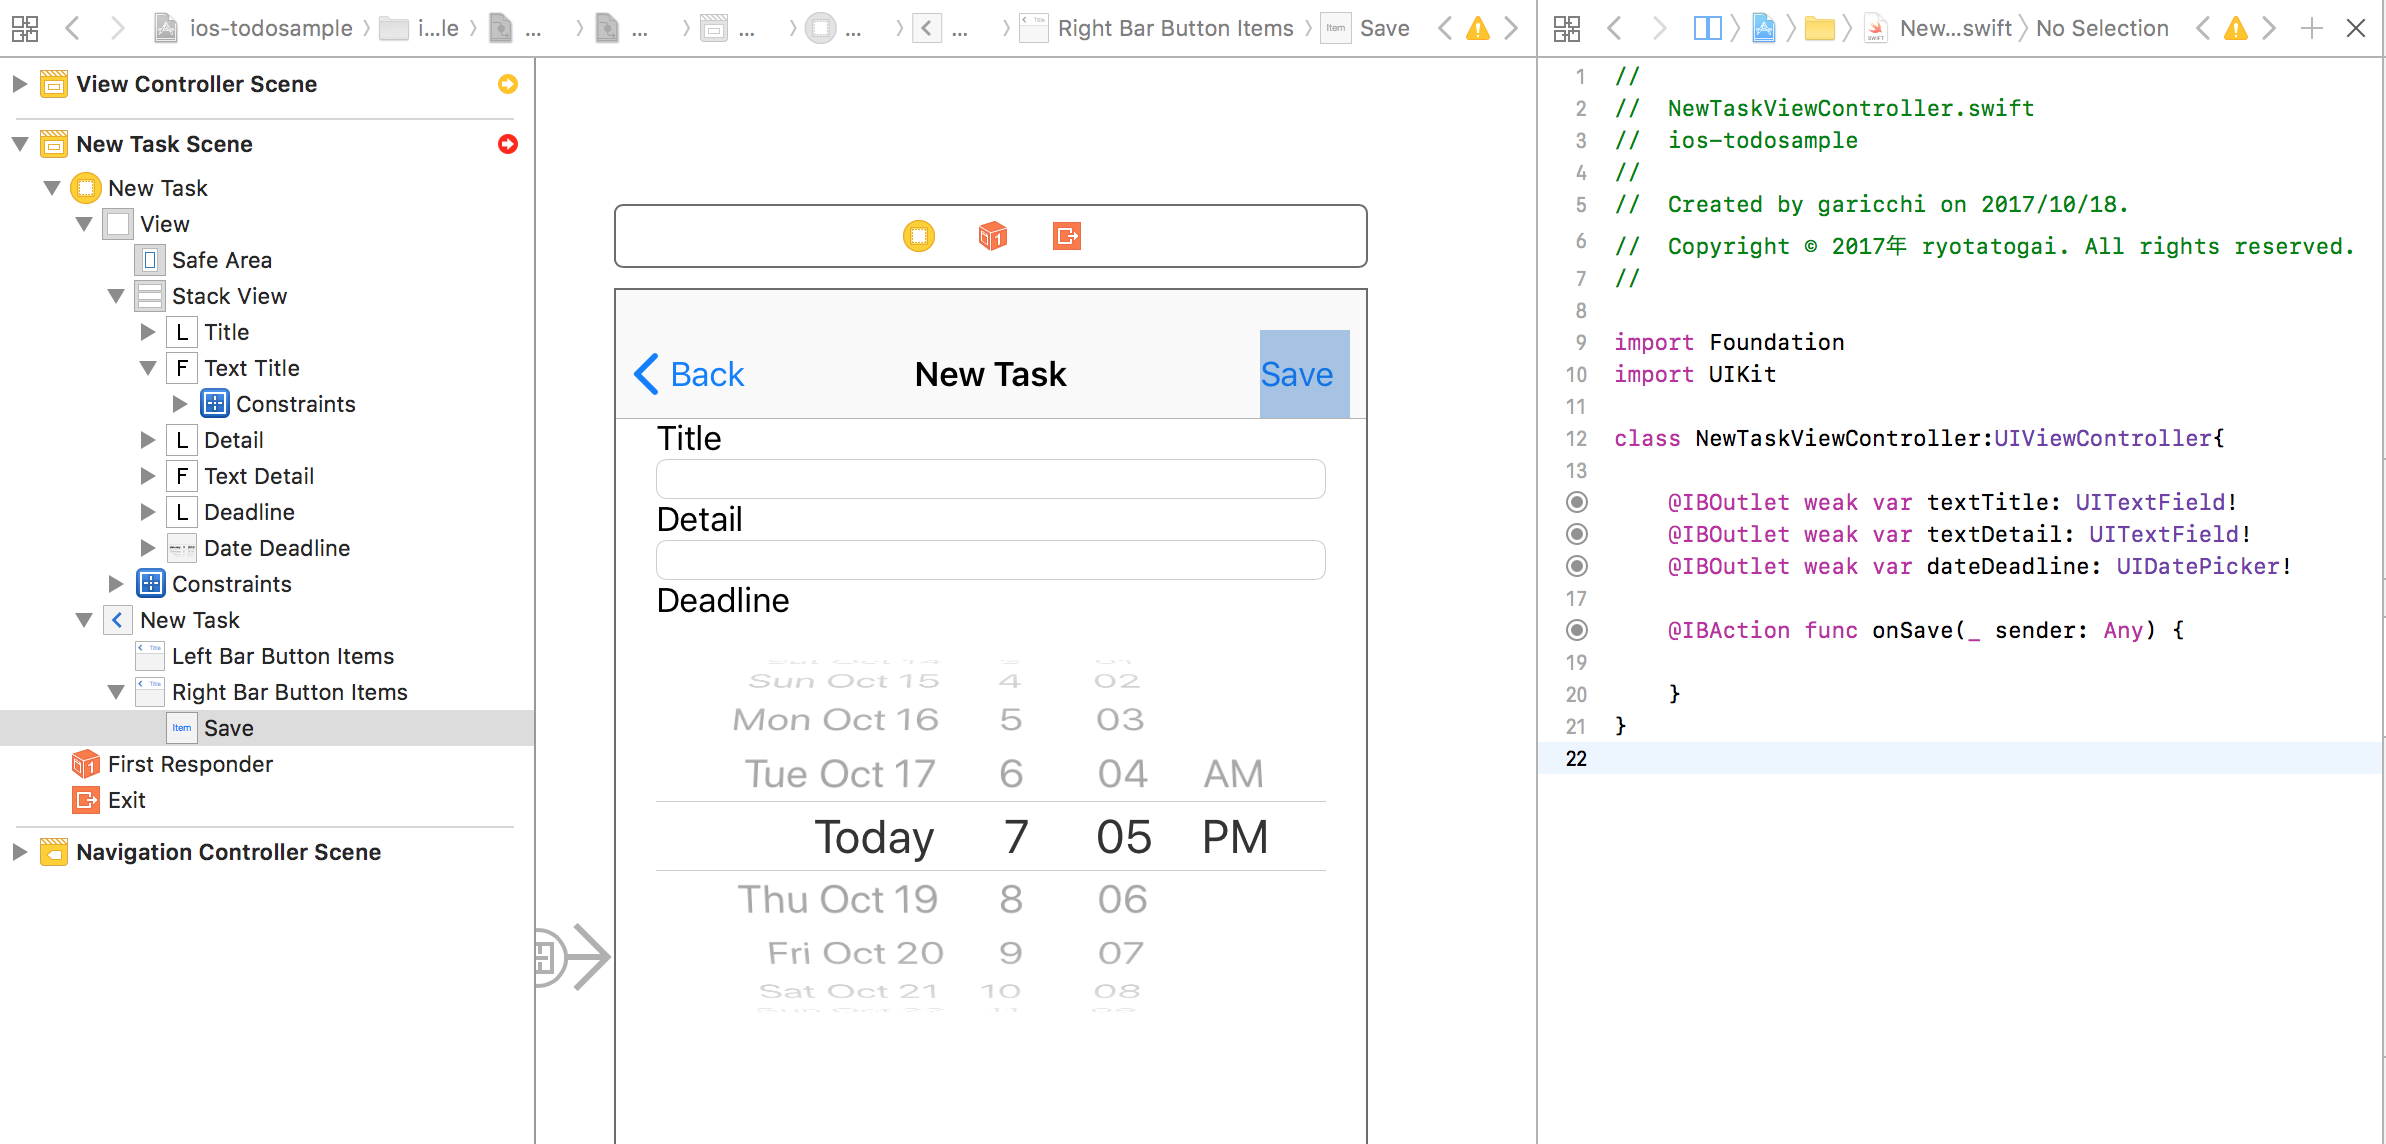 ios-todosample
i...le
...
...
...
...
...
Right Bar Button Items
Item
Save
New...swift
No Selection
View Controller Scene
New Task Scene
New Task
View
Safe Area
Stack View
L Title
F Text Title
Constraints
L Detail
F Text Detail
L Deadline
Date Deadline
Constraints
New Task
Left Bar Button Items
Right Bar Button Items
Item Save
First Responder
Exit
Navigation Controller Scene
Back
New Task
Save
Title
Detail
Deadline
Sun Oct 15 4 02
Mon Oct 16 5 03
Tue Oct 17 6 04 AM
Today 7 05 PM
Thu Oct 19 8 06
Fri Oct 20 9 07
Sat Oct 21 10 08
1 //
2 //  NewTaskViewController.swift
3 //  ios-todosample
4 //
5 //  Created by garicchi on 2017/10/18.
6 //  Copyright © 2017年 ryotatogai. All rights reserved.
7 //
8
9 import Foundation
10 import UIKit
11
12 class NewTaskViewController:UIViewController{
13
@IBOutlet weak var textTitle: UITextField!
@IBOutlet weak var textDetail: UITextField!
@IBOutlet weak var dateDeadline: UIDatePicker!
17
@IBAction func onSave(_ sender: Any) {
19
20 }
21 }
22